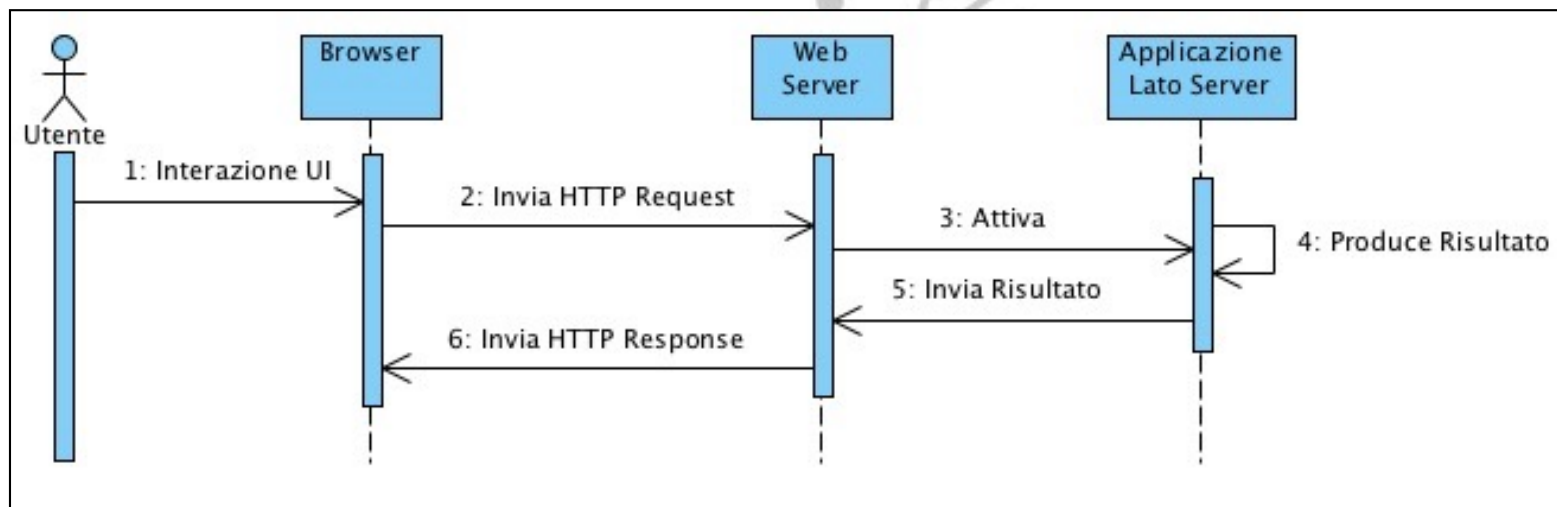 Browser
Web
Server
Applicazione
Lato Server
Utente
1: Interazione UI
2: Invia HTTP Request
3: Attiva
4: Produce Risultato
5: Invia Risultato
6: Invia HTTP Response